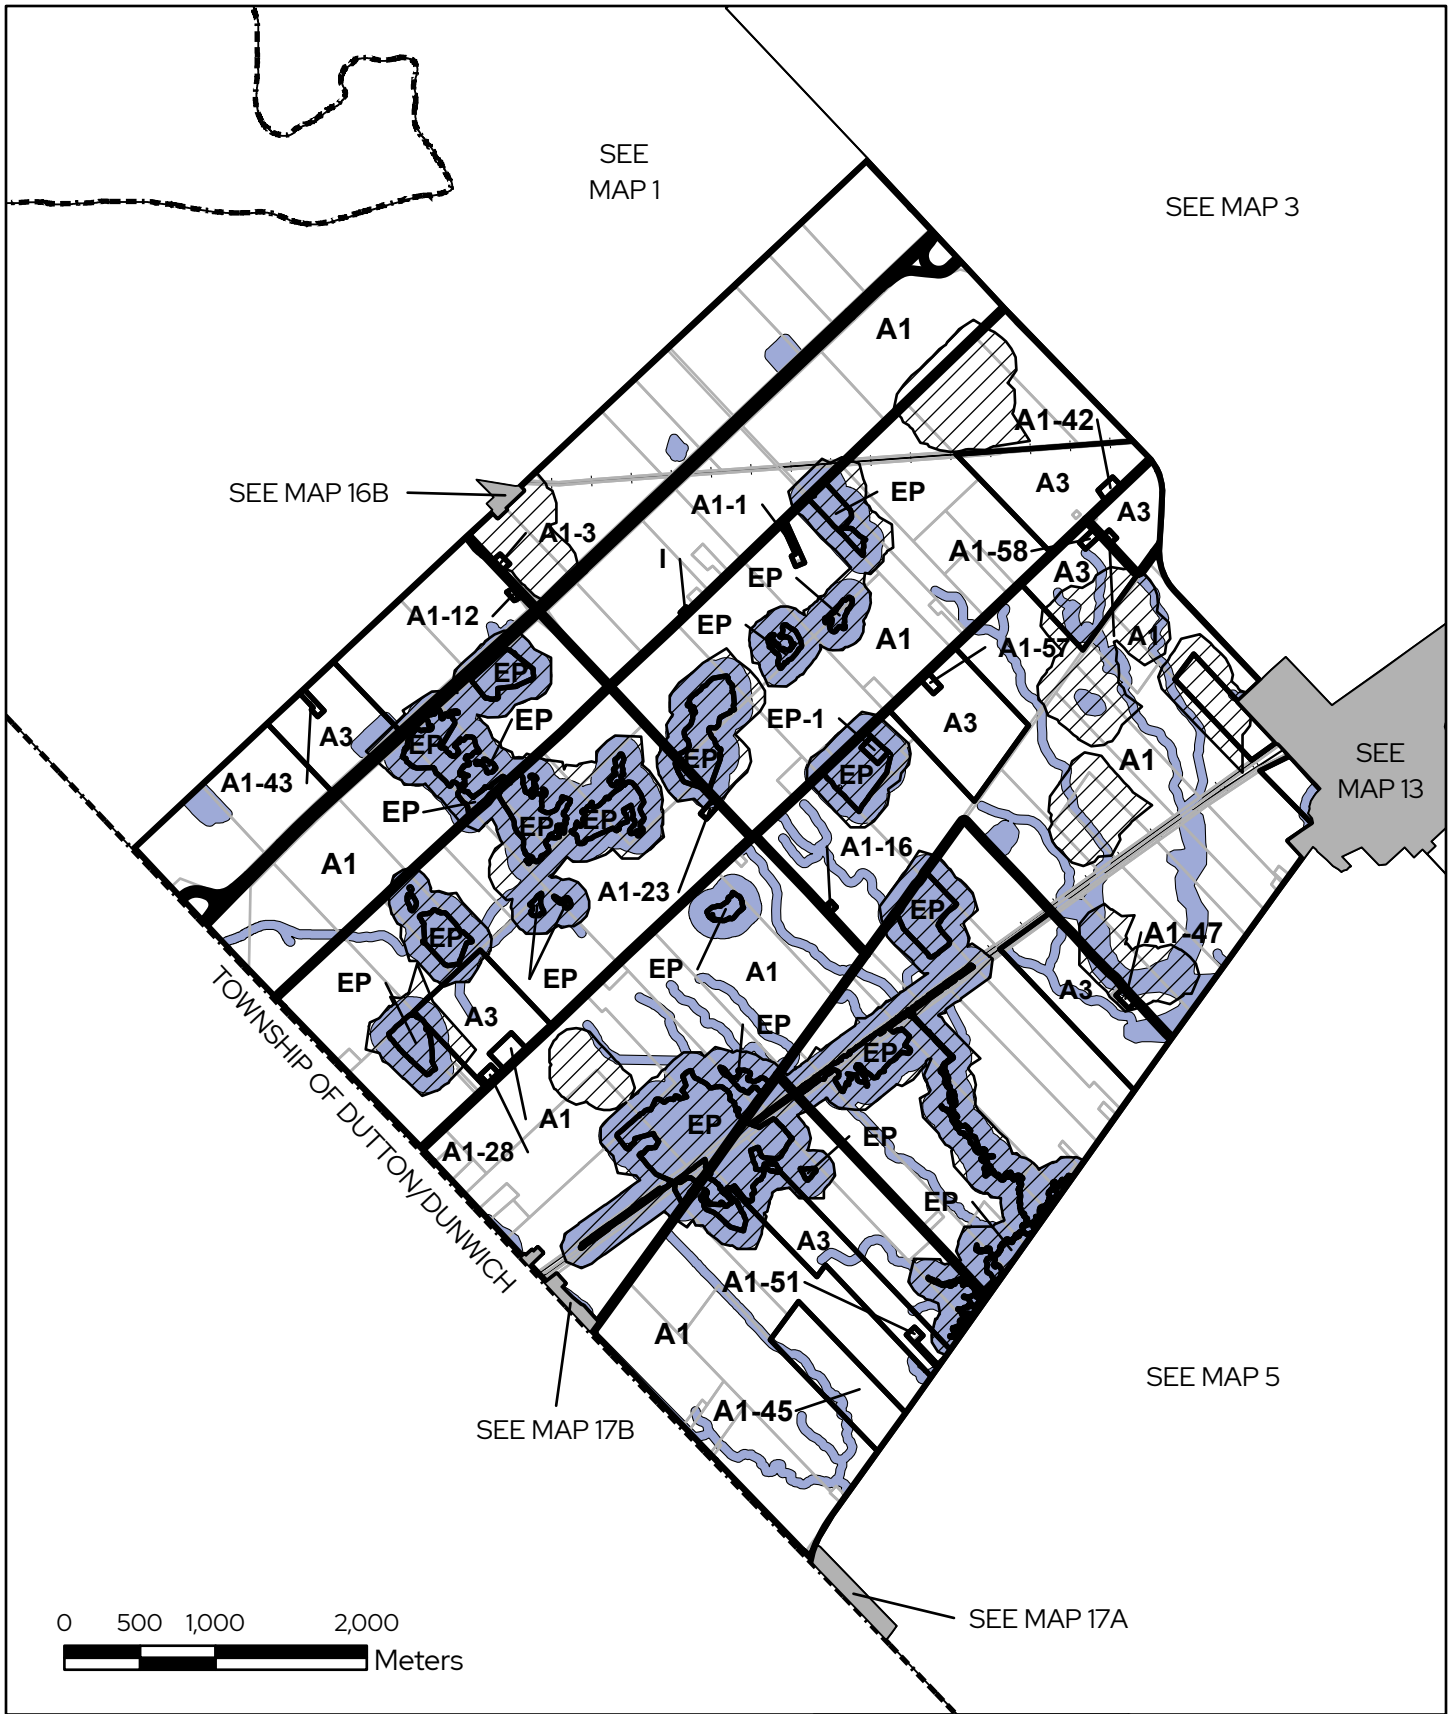 SEE
MAP 1
SEE MAP 3
A1
A1-42
A3
EP
SEE MAP 16B
A1-1
A3
A1-3
A1-58
I
A3
EP
A1-12
EP
A1
A1
A1-57
EP
EP
EP-1
A3
A3
EP
EP
A1
SEE
MAP 13
A1-43
EP
EP
EP
EP
A1
A1-16
A1-23
EP
EP
A1-47
EP
EP
EP
A1
A3
A3
EP
EP
A1
EP
EP
A1-28
EP
TOWNSHIP OF DUTTON/DUNWICH
A3
A1-51
A1
SEE MAP 5
A1-45
SEE MAP 17B
SEE MAP 17A
0 500 1,000 2,000
Meters